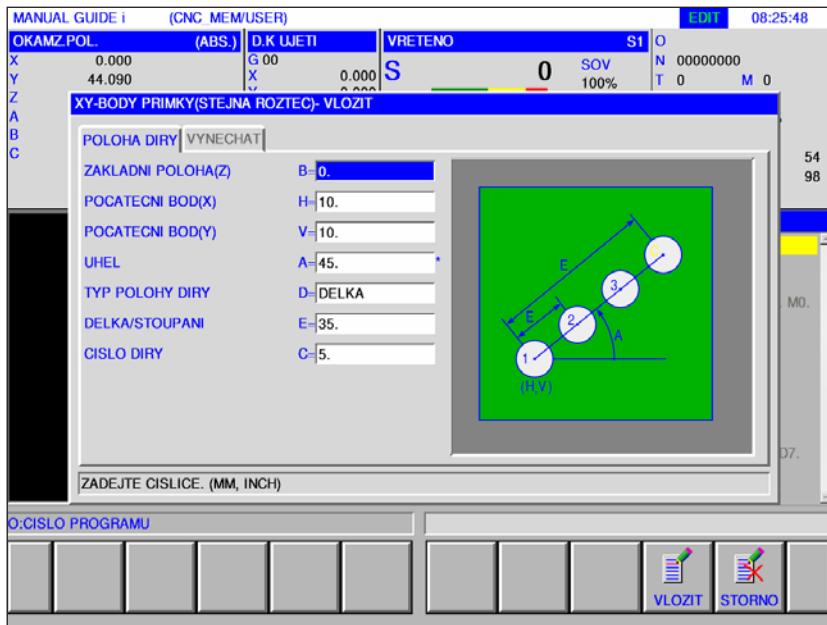 MANUAL GUIDE i (CNC_MEM/USER) EDIT 08:25:48
OKAMZ.POL. (ABS.) D.K UJETI VRETENO S1 O
X 0.000 G 00 N 00000000
Y 44.090 X 0.000 S 0 SOV 100% T 0 M 0
Z
A
B
C
54
98
XY-BODY PRIMKY(STEJNA ROZTEC)- VLOZIT
POLOHA DIRY VYNECHAT
ZAKLADNI POLOHA(Z) B= 0.
POCATECNI BOD(X) H= 10.
POCATECNI BOD(Y) V= 10.
UHEL A= 45. *
TYP POLOHY DIRY D= DELKA
DELKA/STOUPANI E= 35.
CISLO DIRY C= 5.
C
E
3
E
2
A
1
(H,V)
M0.
D7.
ZADEJTE CISLICE. (MM, INCH)
O:CISLO PROGRAMU
VLOZIT STORNO